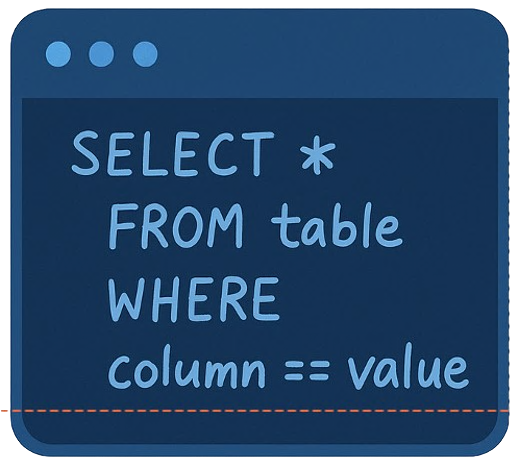 SELECT *
FROM table
WHERE
column == value